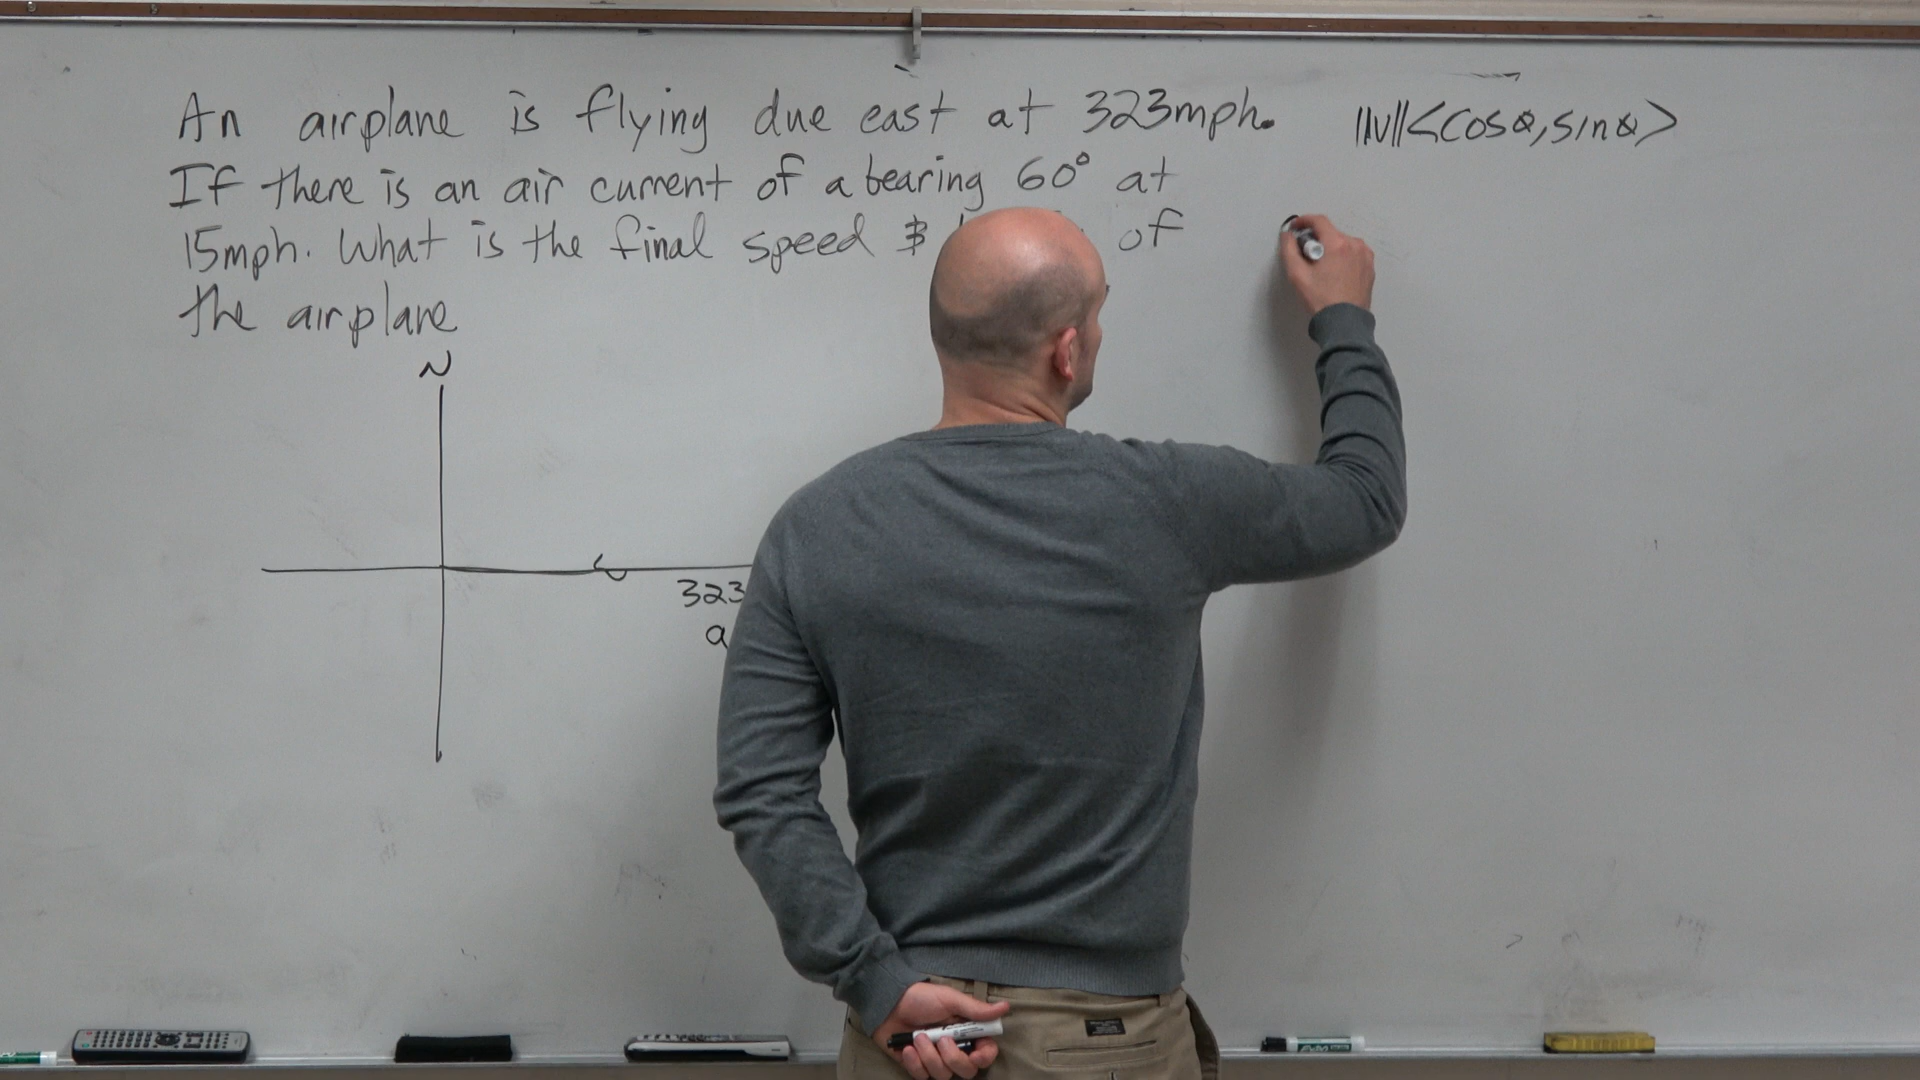 An airplane is flying due east at 323mph.
||v||<cosθ, sinθ>
If there is an air current of a bearing 60° at
15mph. What is the final speed & of
the airplane
N
323
a